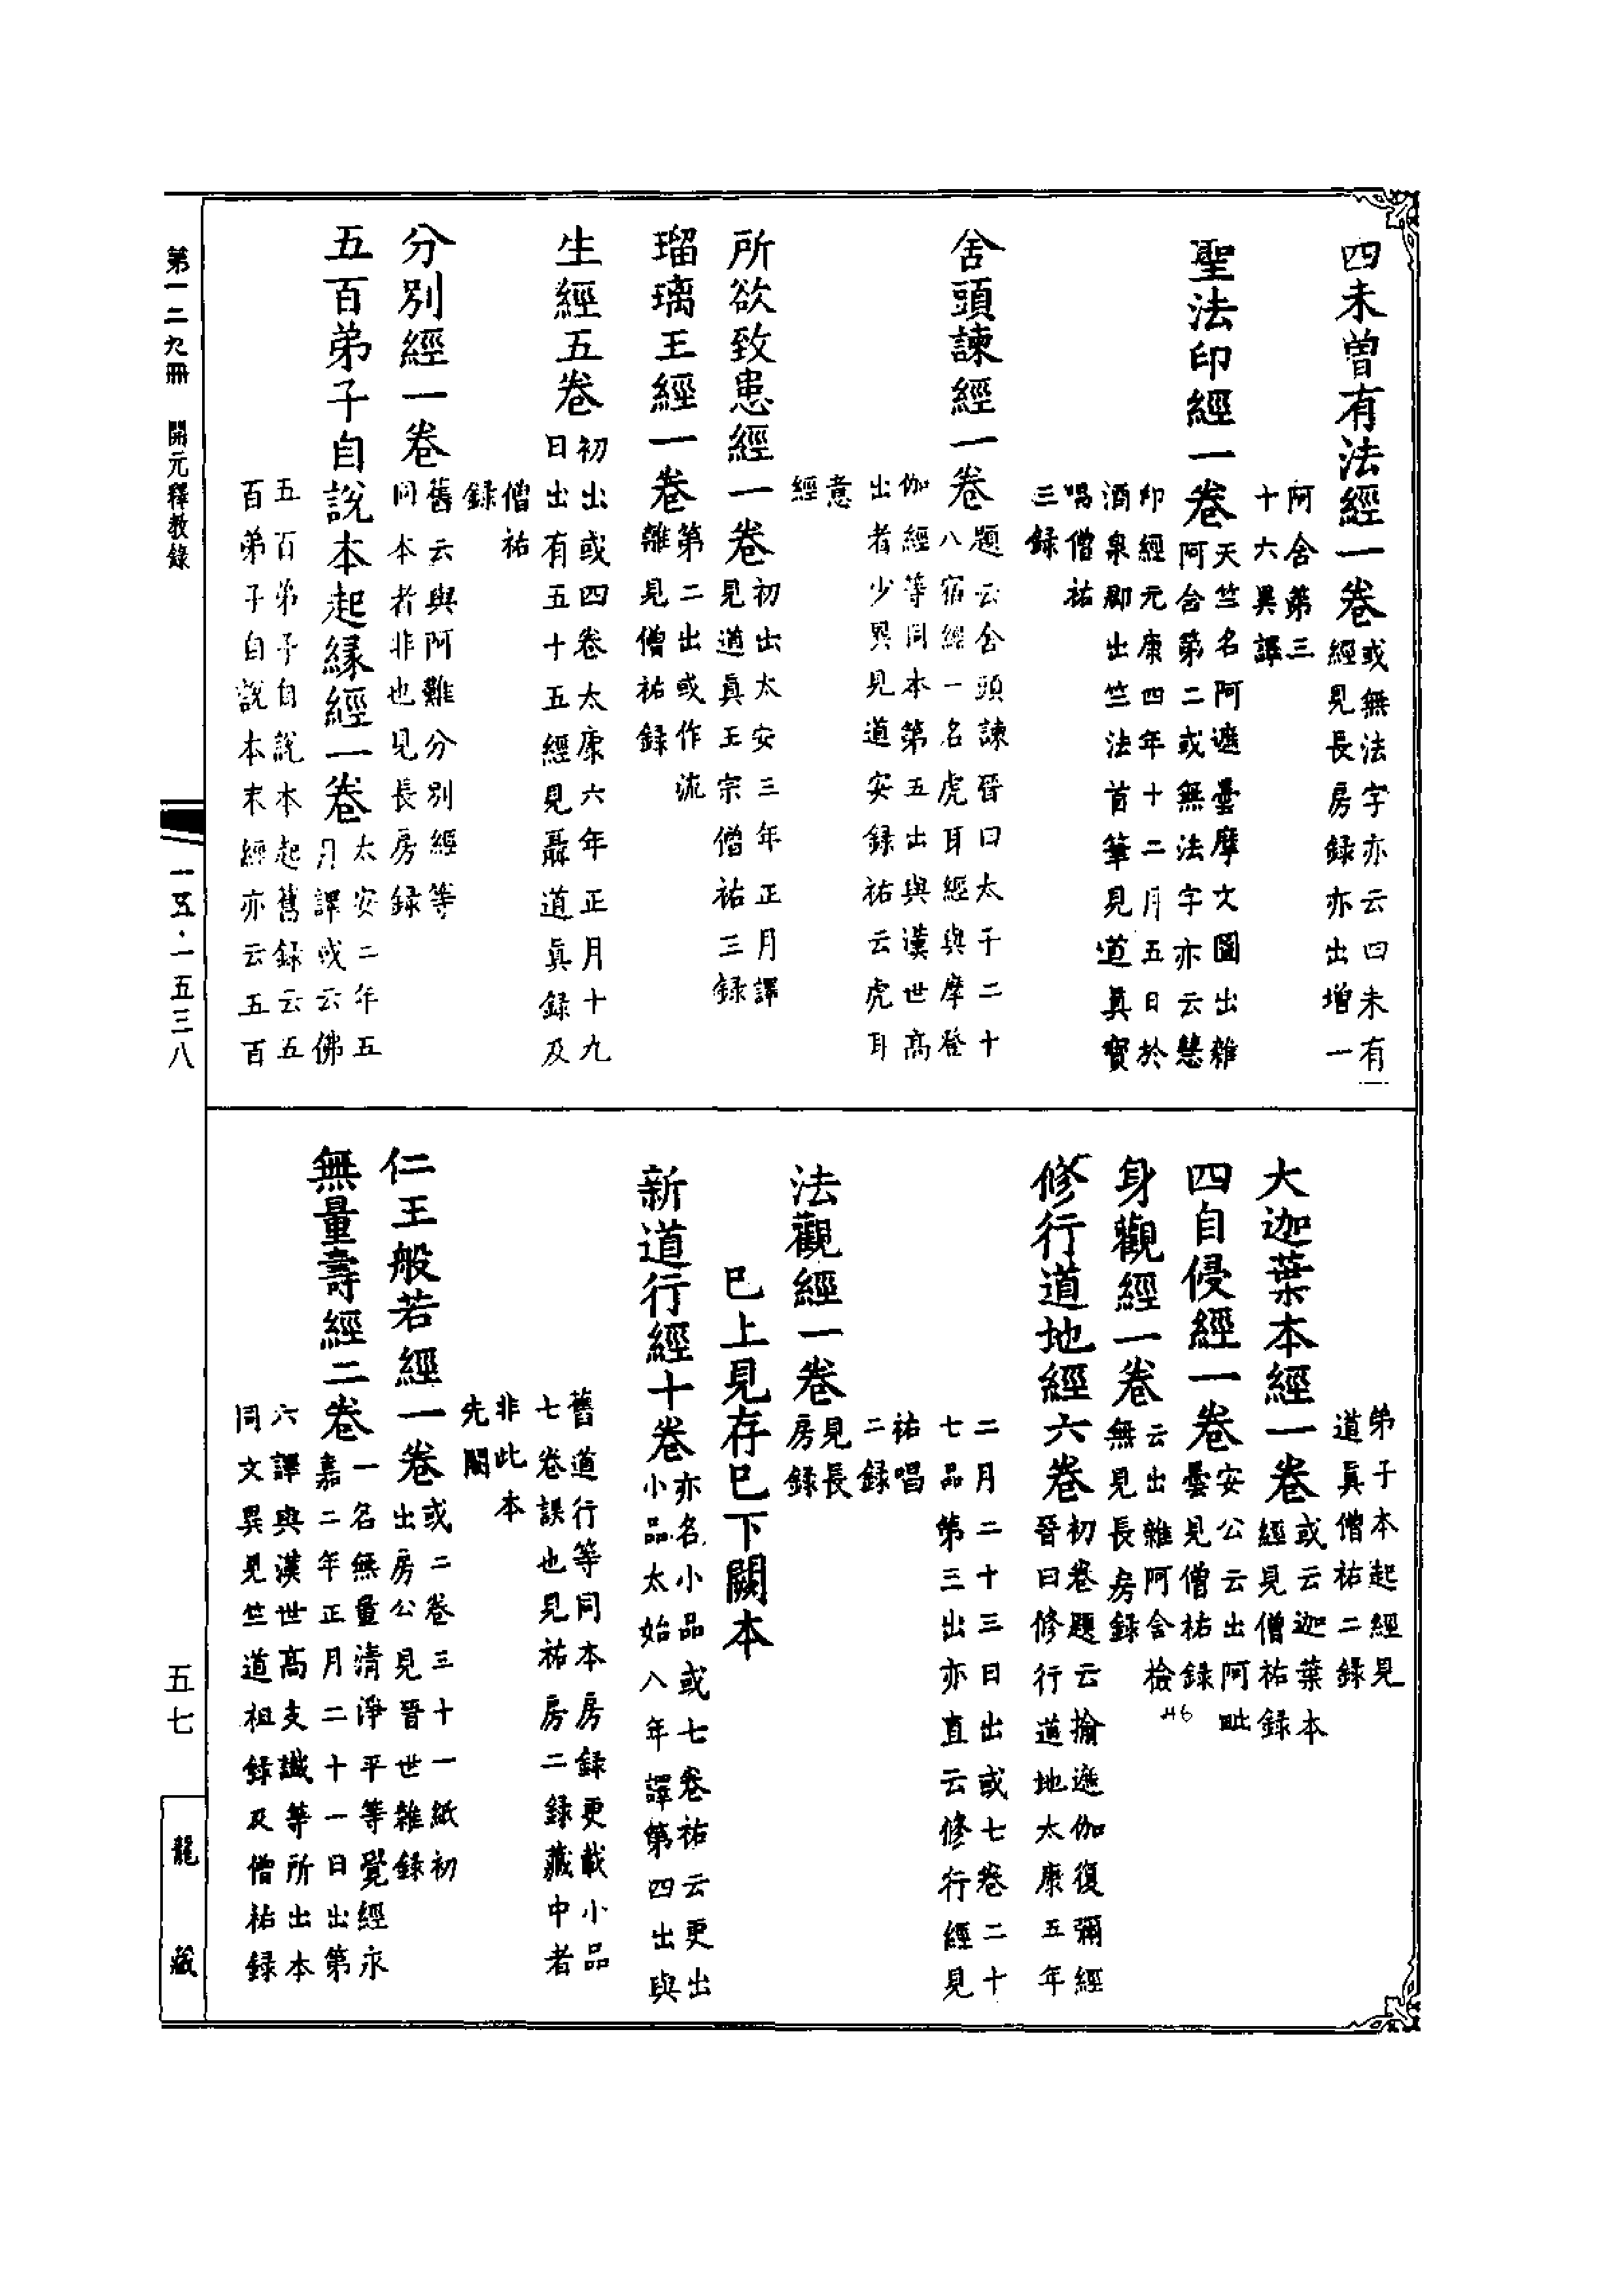 四未曾有法經一卷或無法字亦云四未有
經見長房録亦出增一
阿含第三
十六異譯
聖法印經一卷天竺名阿遮曇摩文圖出雜
阿含第二或無法字亦云慧
印經元康四年十二月五日於
酒泉郡出竺法首筆見道真寶
唱僧祐
三録
舍頭諫經一卷題云舍頭諫晉曰太子二十
八宿經一名虎耳經與摩登
伽經等同本第五出與漢世高
出者少異見道安録祐云虎耳
意
經
所欲致患經一卷初出太安三年正月譯
見道真王宗僧祐三録
瑠璃王經一卷第二出或作流
離見僧祐録
生經五卷初出或四卷太康六年正月十九
日出有五十五經見聶道真録及
僧祐
録
分別經一卷舊云與阿難分別經等
同本者非也見長房録
五百弟子自說本起縁經一卷太安二年五
月譯或云佛
五百弟子自說本起舊録云五
百弟子自說本末經亦云五百
弟子本起經見
道真僧祐二録
大迦葉本經一卷或云迦葉本
經見僧祐録
四自侵經一卷安公云出阿毗
曇見僧祐録
身觀經一卷云出雜阿含檢
無見長房録
修行道地經六卷初卷題云揄遮伽復彌經
晉曰修行道地太康五年
二月二十三日出或七卷二十
七品第三出亦直云修行經見
祐唱
二録
法觀經一卷見長
房録
已上見存已下闕本
新道行經十卷亦名小品或七卷祐云更出
小品太始八年譯第四出與
舊道行等同本房録更載小品
七卷誤也見祐房二録藏中者
非此本
先闕
仁王般若經一卷或二卷三十一紙初
出房公見晉世雜録
無量壽經二卷一名無量清淨平等覺經永
嘉二年正月二十一日出第
六譯與漢世高支讖等所出本
同文異見竺道祖録及僧祐録
第一二九冊 開元釋教錄
一五·一五三八
五七
龍藏